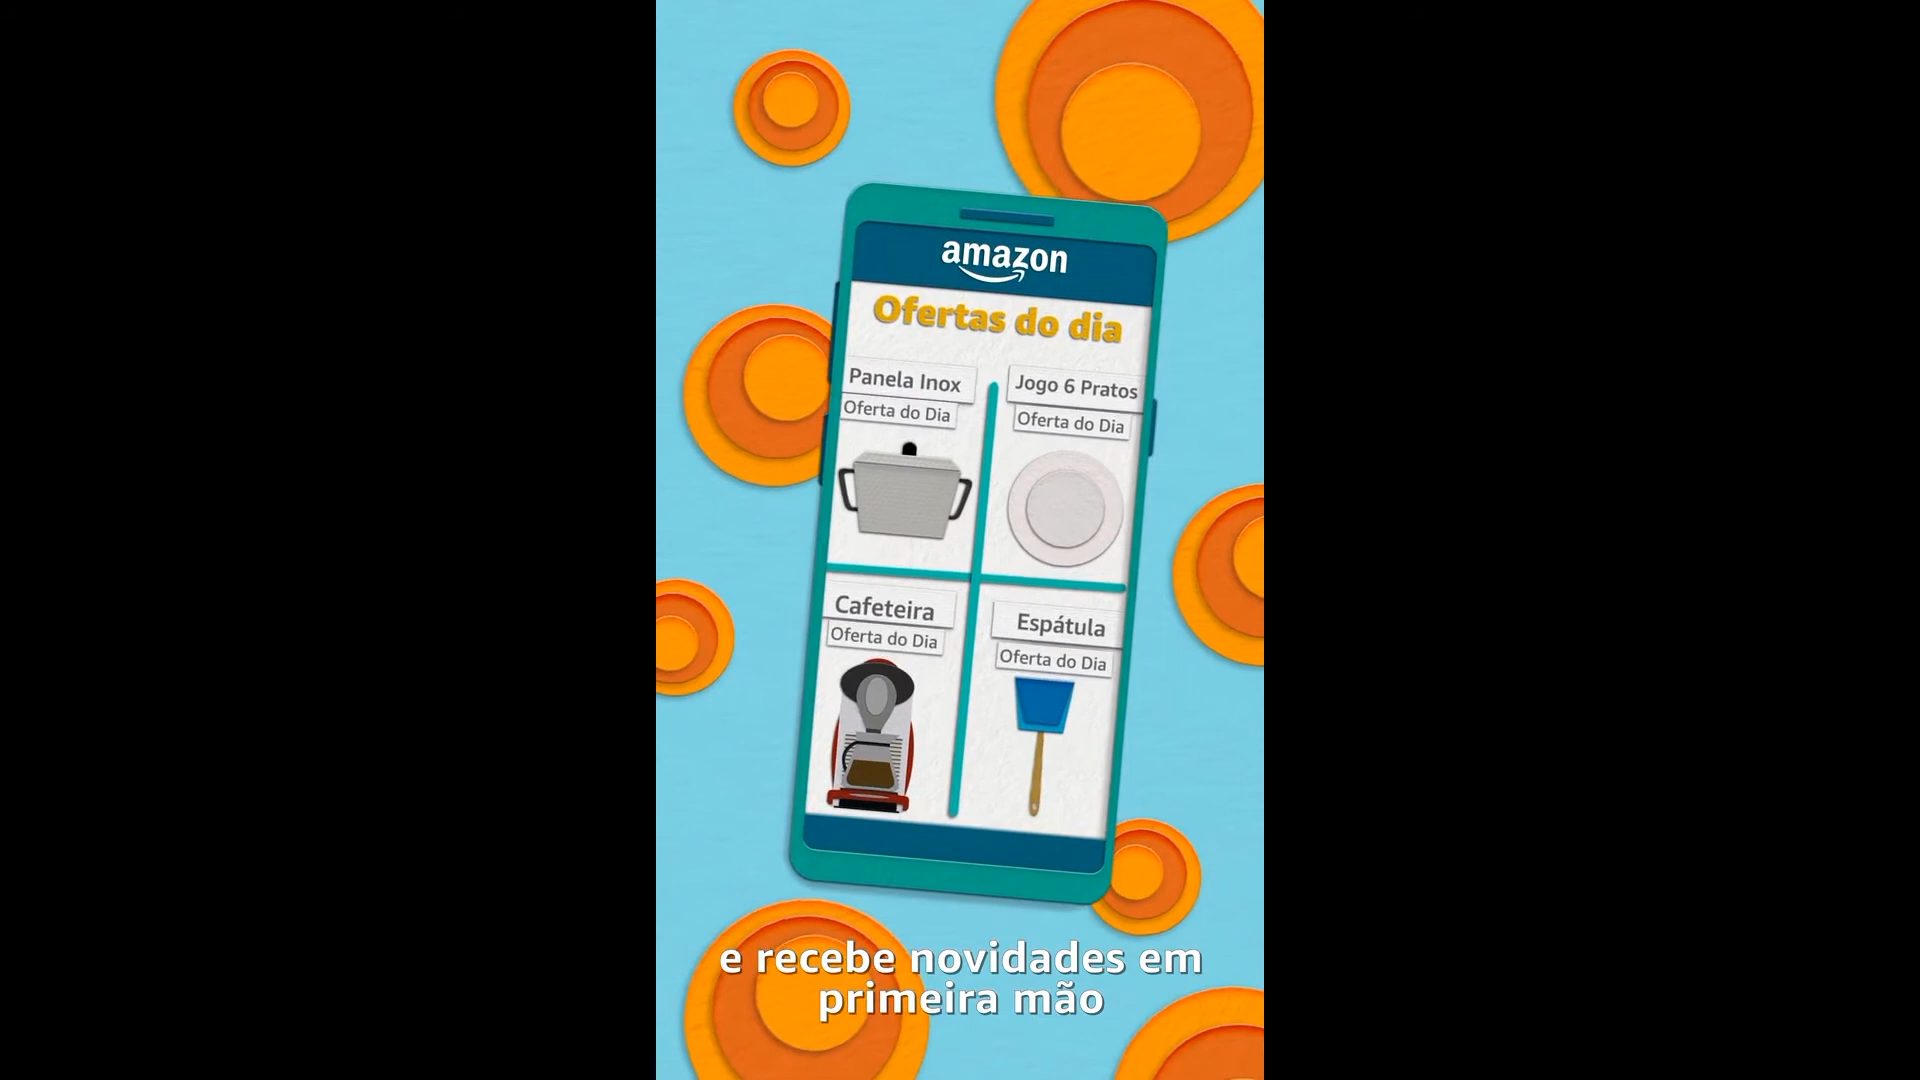 amazon
Ofertas do dia
Panela Inox
Oferta do Dia
Jogo 6 Pratos
Oferta do Dia
Cafeteira
Oferta do Dia
Espátula
Oferta do Dia
e recebe novidades em
primeira mão